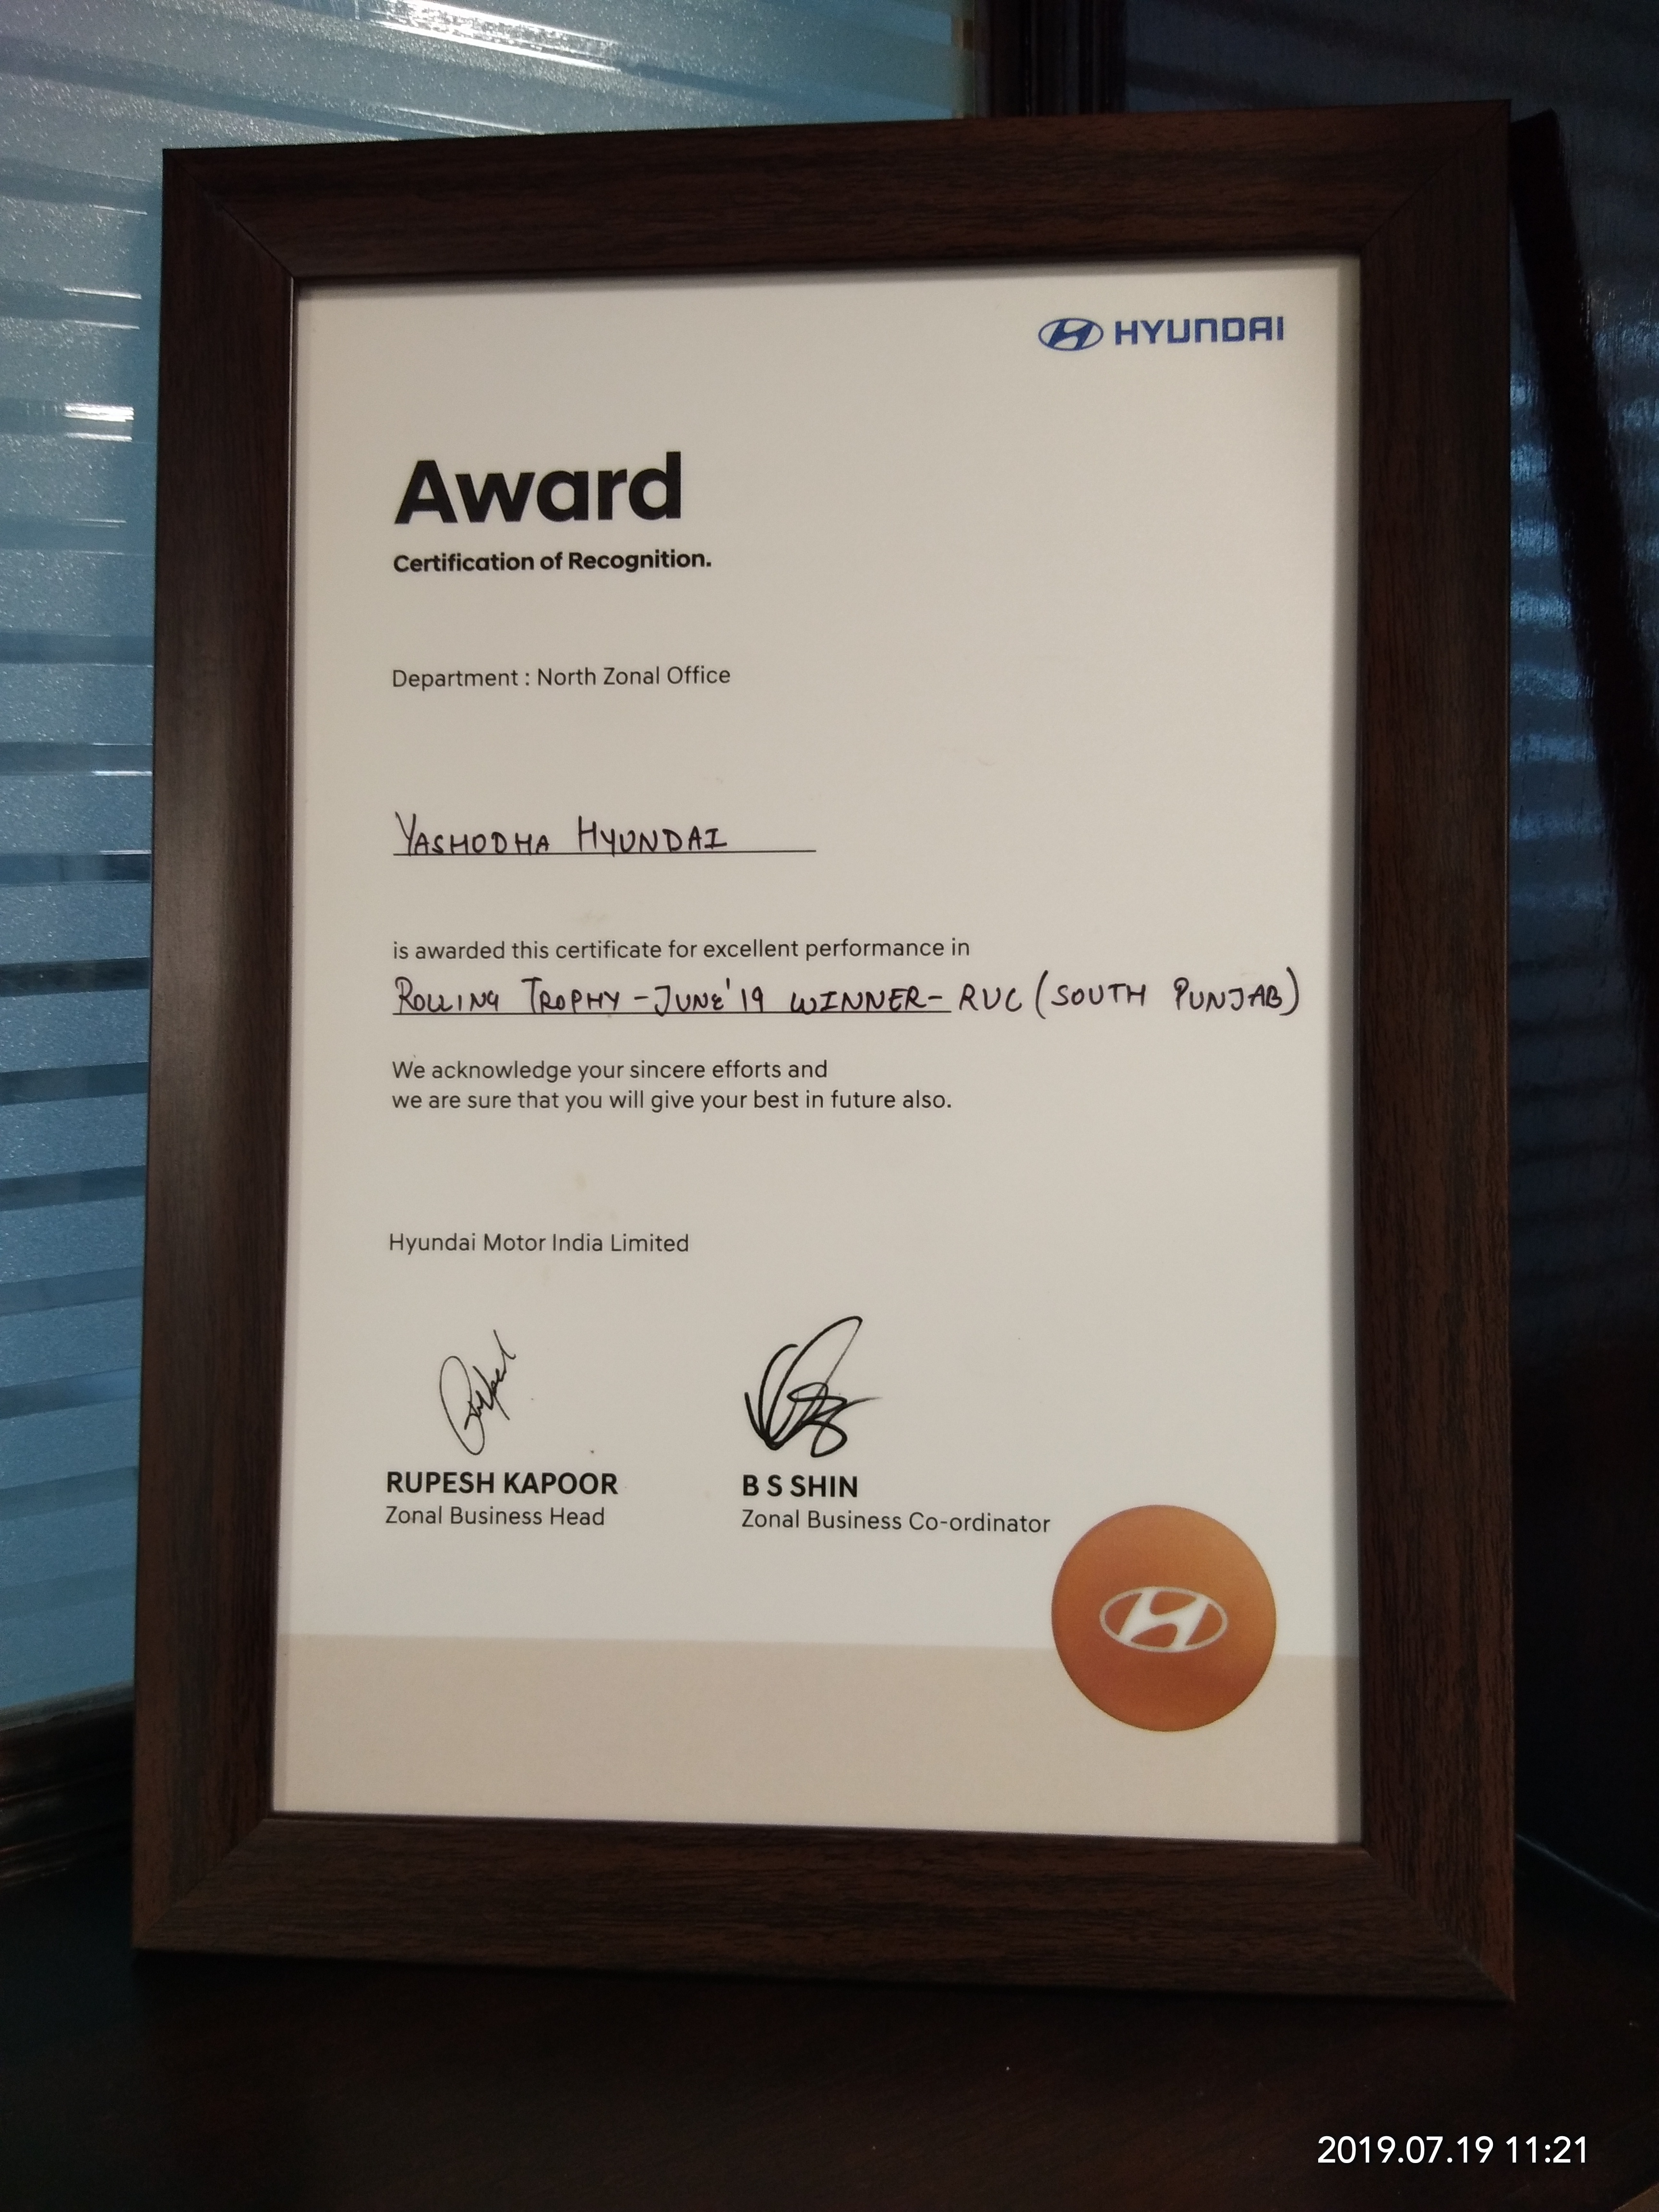 HYUNDAI
Award
Certification of Recognition.
Department : North Zonal Office
YASHODHA HYUNDAI
is awarded this certificate for excellent performance in
ROLLING TROPHY - JUNE'19 WINNER - RUC (SOUTH PUNJAB)
We acknowledge your sincere efforts and
we are sure that you will give your best in future also.
Hyundai Motor India Limited
RUPESH KAPOOR
Zonal Business Head
B S SHIN
Zonal Business Co-ordinator
2019.07.19 11:21